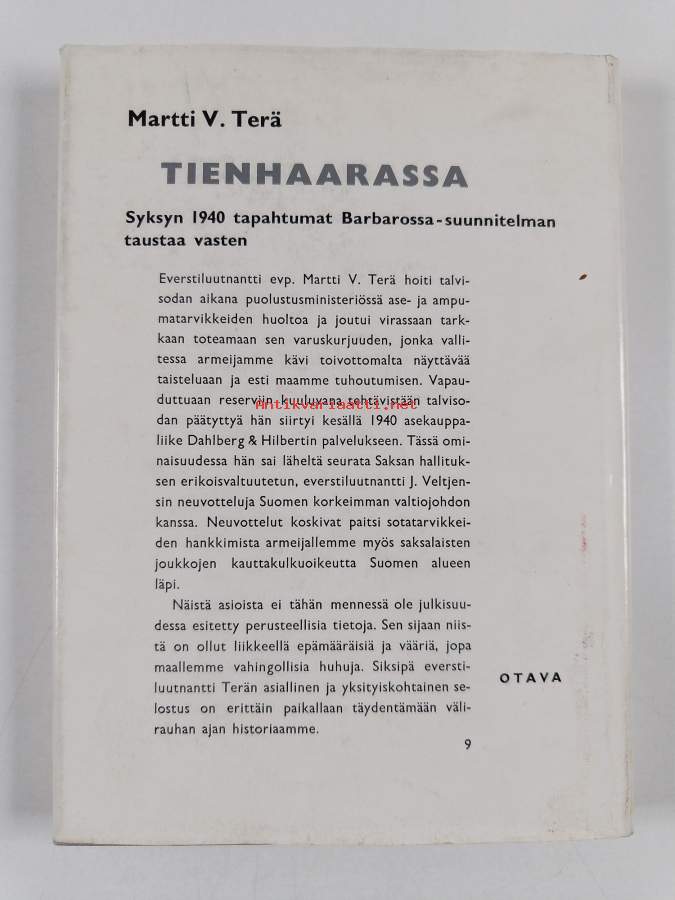 Martti V. Terä
TIENHAARASSA
Syksyn 1940 tapahtumat Barbarossa-suunnitelman
taustaa vasten
Everstiluutnantti evp. Martti V. Terä hoiti talvi-
sodan aikana puolustusministeriössä ase- ja ampu-
matarvikkeiden huoltoa ja joutui virassaan tark-
kaan toteamaan sen varuskurjuuden, jonka valli-
tessa armeijamme kävi toivottomalta näyttävää
taisteluaan ja esti maamme tuhoutumisen. Vapau-
duttuaan reserviin kuuluvana tehtävistään talviso-
Antikvariaatti.net
dan päätyttyä hän siirtyi kesällä 1940 asekauppa-
liike Dahlberg & Hilbertin palvelukseen. Tässä omi-
naisuudessa hän sai läheltä seurata Saksan hallituk-
sen erikoisvaltuutetun, everstiluutnantti J. Veltjen-
sin neuvotteluja Suomen korkeimman valtiojohdon
kanssa. Neuvottelut koskivat paitsi sotatarvikkei-
den hankkimista armeijallemme myös saksalaisten
joukkojen kauttakulkuoikeutta Suomen alueen
läpi.
Näistä asioista ei tähän mennessä ole julkisuu-
dessa esitetty perusteellisia tietoja. Sen sijaan niis-
tä on ollut liikkeellä epämääräisiä ja vääriä, jopa
maallemme vahingollisia huhuja. Siksipä eversti-
luutnantti Terän asiallinen ja yksityiskohtainen se-
lostus on erittäin paikallaan täydentämään väli-
rauhan ajan historiaamme.
9
OTAVA